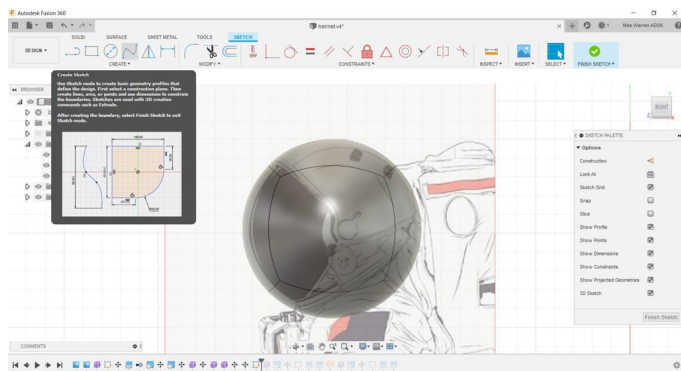 Autodesk Fusion 360
helmet v4*
1
Mike Warren ADSK
SOLID SURFACE SHEET METAL TOOLS SKETCH
DESIGN
CREATE MODIFY CONSTRAINTS INSPECT INSERT SELECT FINISH SKETCH
Create Sketch
Use Sketch mode to create basic geometry profiles that
define the design. First select a construction plane. Then
create lines, arcs, or points and use dimensions to constrain
the boundaries. Sketches are used with 3D creation
commands such as Extrude.
After creating the boundary, select Finish Sketch to exit
Sketch mode.
BROWSER
RIGHT
SKETCH PALETTE
Options
Construction
Look At
Sketch Grid
Snap
Slice
Show Profile
Show Points
Show Dimensions
Show Constraints
Show Projected Geometries
3D Sketch
Finish Sketch
COMMENTS